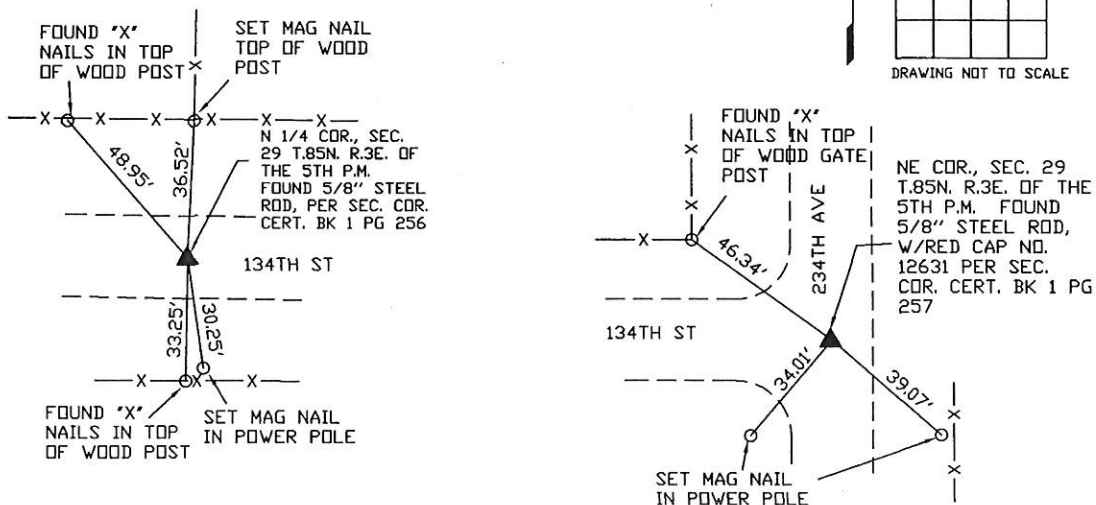 FOUND "X"
NAILS IN TOP
OF WOOD POST
SET MAG NAIL
TOP OF WOOD
POST
X
X X X X X X
48.95'
36.52'
N 1/4 COR., SEC.
29 T.85N. R.3E. OF
THE 5TH P.M.
FOUND 5/8" STEEL
ROD, PER SEC. COR.
CERT. BK 1 PG 256
134TH ST
33.25'
30.25'
X X X
FOUND "X"
NAILS IN TOP
OF WOOD POST
SET MAG NAIL
IN POWER POLE
DRAWING NOT TO SCALE
FOUND "X"
NAILS IN TOP
OF WOOD GATE
POST
X
X
X
46.34'
234TH AVE
NE COR., SEC. 29
T.85N. R.3E. OF THE
5TH P.M. FOUND
5/8" STEEL ROD,
W/RED CAP NO.
12631 PER SEC.
COR. CERT. BK 1 PG
257
134TH ST
34.01'
39.07'
X
X
SET MAG NAIL
IN POWER POLE